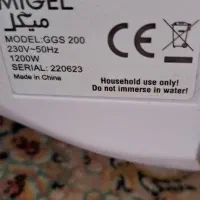 MIGEL
میگل
MODEL:GGS 200
230V~50Hz
1200W
SERIAL: 220623
Made in China
CE
Household use only!
Do not immerse in water!